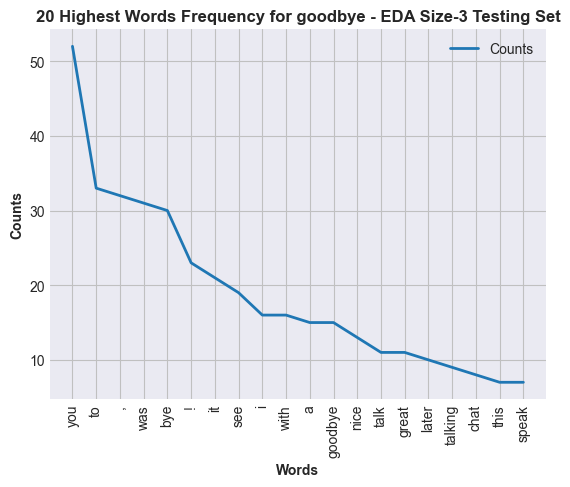 20 Highest Words Frequency for goodbye - EDA Size-3 Testing Set
Counts
50
40
30
20
10
Counts
you
to
,
was
bye
!
it
see
i
with
a
goodbye
nice
talk
great
later
talking
chat
this
speak
Words